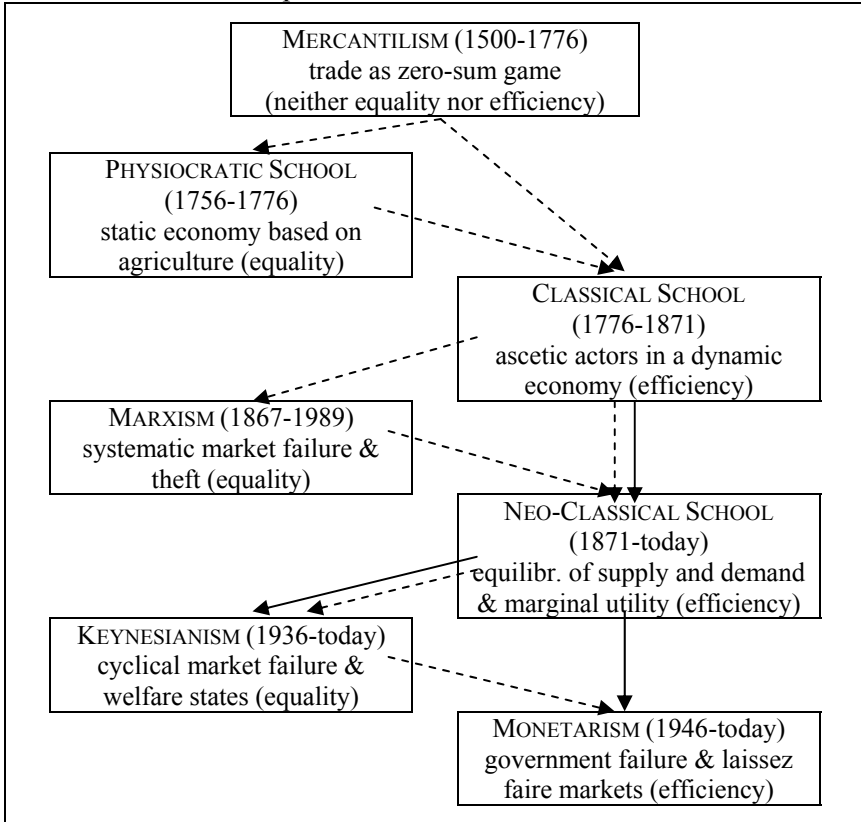 MERCANTILISM (1500-1776)
trade as zero-sum game
(neither equality nor efficiency)
PHYSIOCRATIC SCHOOL
(1756-1776)
static economy based on
agriculture (equality)
CLASSICAL SCHOOL
(1776-1871)
ascetic actors in a dynamic
economy (efficiency)
MARXISM (1867-1989)
systematic market failure &
theft (equality)
NEO-CLASSICAL SCHOOL
(1871-today)
equilibr. of supply and demand
& marginal utility (efficiency)
KEYNESIANISM (1936-today)
cyclical market failure &
welfare states (equality)
MONETARISM (1946-today)
government failure & laissez
faire markets (efficiency)